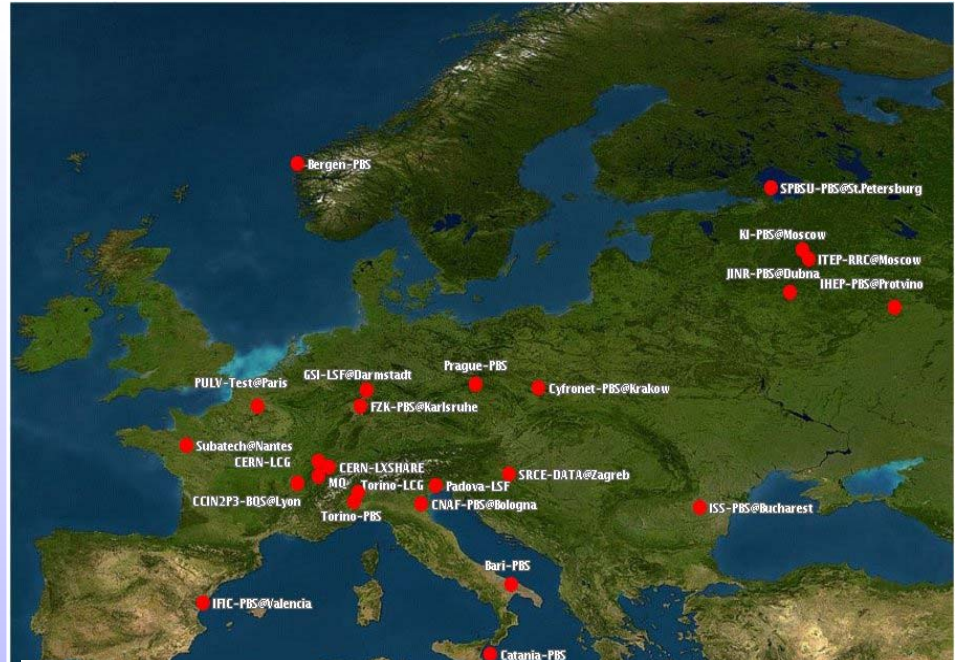 Bergen-PBS
SPBSU-PBS@St.Petersburg
KI-PBS@Moscow
ITEP-RRC@Moscow
JINR-PBS@Dubna
IHEP-PBS@Protvino
Prague-PBS
GSI-LSF@Darmstadt
PULV-Test@Paris
Cyfronet-PBS@Krakow
FZK-PBS@Karlsruhe
Subatech@Nantes
CERN-LCG
CERN-LXSHARE
SRCE-DATA@Zagreb
MQ
Torino-LCG
Padova-LSF
CCIN2P3-BQS@Lyon
CNAF-PBS@Bologna
ISS-PBS@Bucharest
Torino-PBS
Bari-PBS
IFIC-PBS@Valencia
Catania-PBS